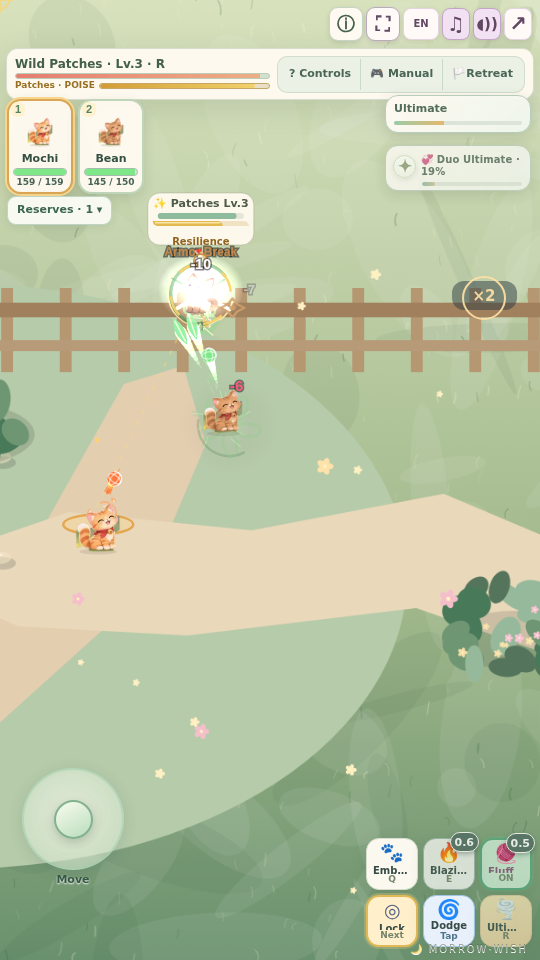 EN
Wild Patches · Lv.3 · R
Patches · POISE
? Controls
Manual
Retreat
1
Mochi
159 / 159
2
Bean
145 / 150
Reserves · 1 ▾
Ultimate
Duo Ultimate · 19%
Patches Lv.3
Resilience
Armor Break
-10
-7
×2
-6
Move
Emb...
Q
0.6
Blazi...
E
0.5
Fluff
ON
Lock
Next
Dodge
Tap
Ulti...
R
MORROW-WISH